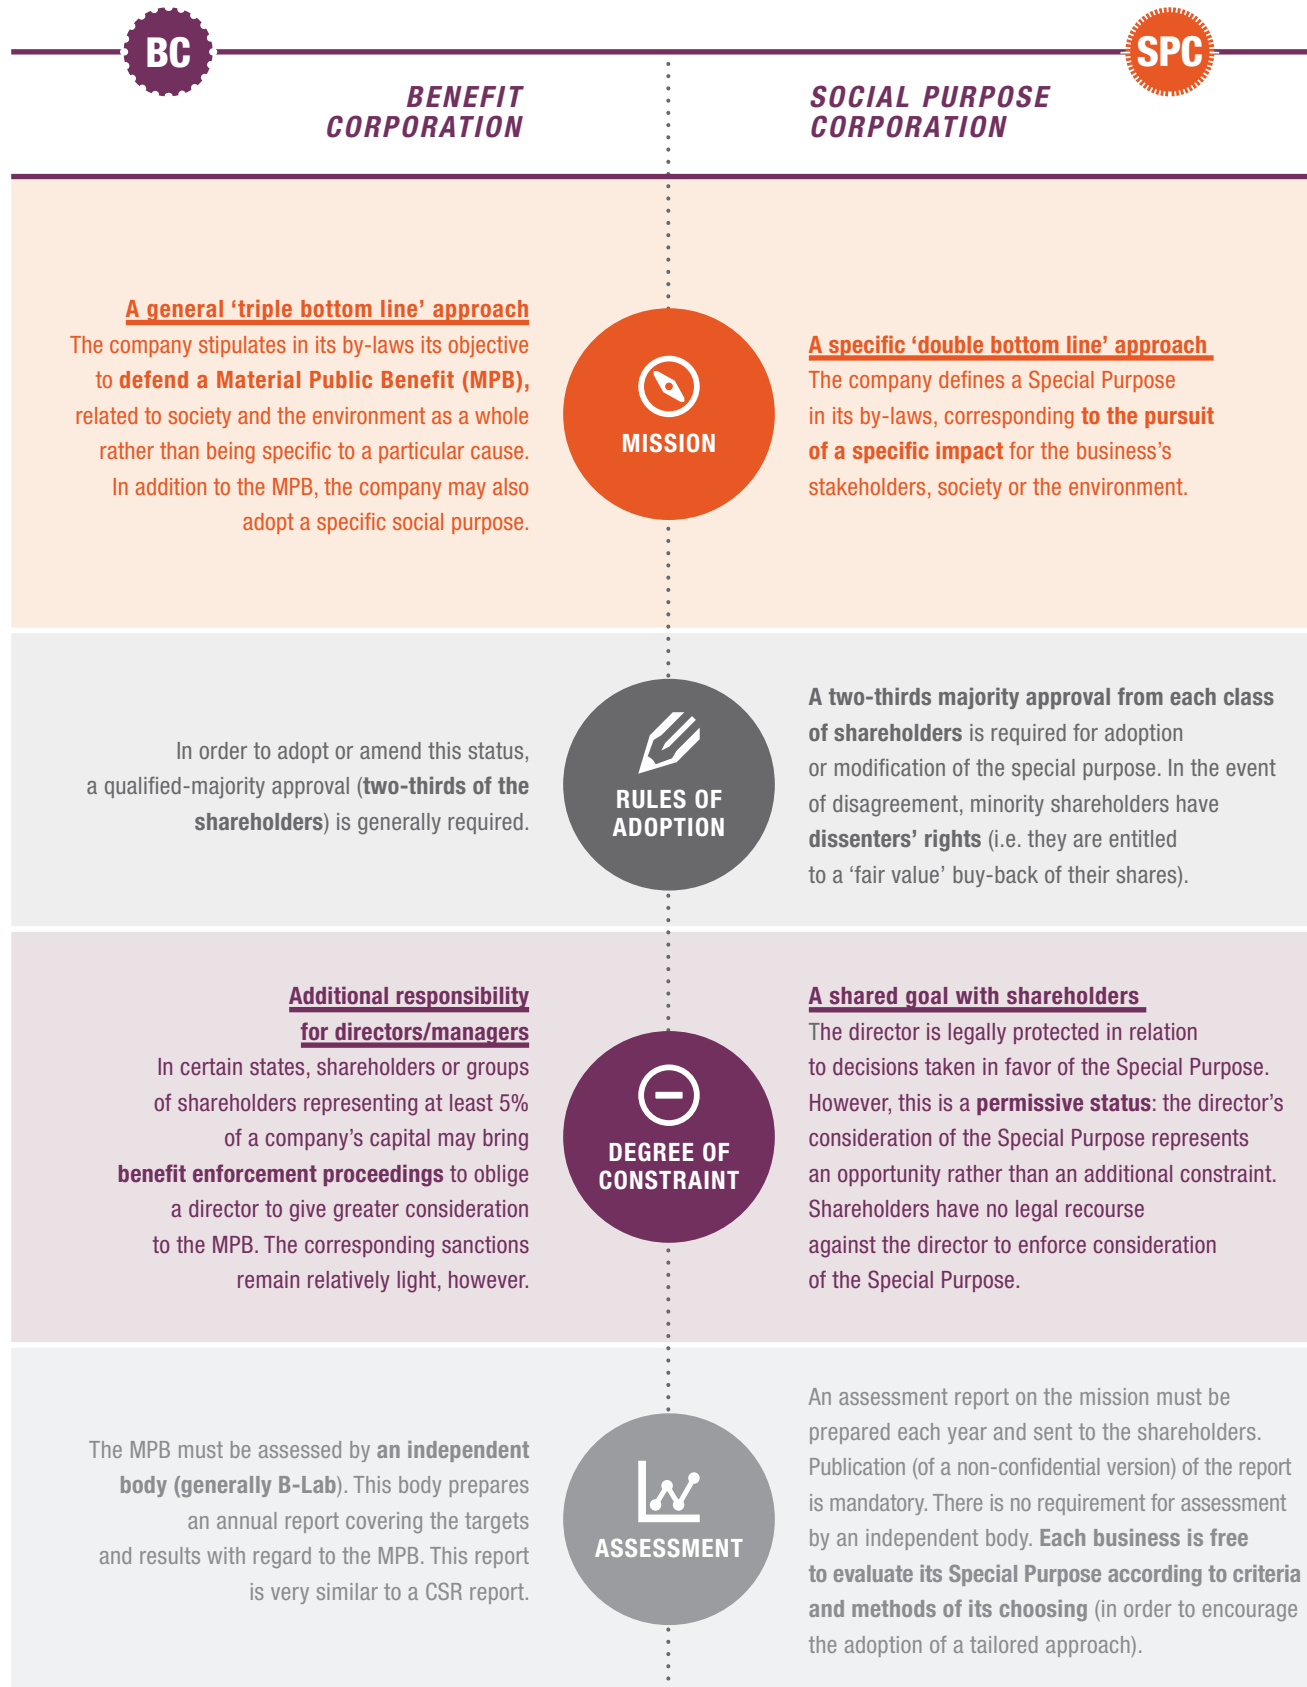 BC
SPC
BENEFIT
CORPORATION
SOCIAL PURPOSE
CORPORATION
A general ‘triple bottom line’ approach
The company stipulates in its by-laws its objective
to defend a Material Public Benefit (MPB),
related to society and the environment as a whole
rather than being specific to a particular cause.
In addition to the MPB, the company may also
adopt a specific social purpose.
MISSION
A specific ‘double bottom line’ approach
The company defines a Special Purpose
in its by-laws, corresponding to the pursuit
of a specific impact for the business’s
stakeholders, society or the environment.
In order to adopt or amend this status,
a qualified-majority approval (two-thirds of the
shareholders) is generally required.
RULES OF
ADOPTION
A two-thirds majority approval from each class
of shareholders is required for adoption
or modification of the special purpose. In the event
of disagreement, minority shareholders have
dissenters’ rights (i.e. they are entitled
to a ‘fair value’ buy-back of their shares).
Additional responsibility
for directors/managers
In certain states, shareholders or groups
of shareholders representing at least 5%
of a company’s capital may bring
benefit enforcement proceedings to oblige
a director to give greater consideration
to the MPB. The corresponding sanctions
remain relatively light, however.
DEGREE OF
CONSTRAINT
A shared goal with shareholders
The director is legally protected in relation
to decisions taken in favor of the Special Purpose.
However, this is a permissive status: the director’s
consideration of the Special Purpose represents
an opportunity rather than an additional constraint.
Shareholders have no legal recourse
against the director to enforce consideration
of the Special Purpose.
The MPB must be assessed by an independent
body (generally B-Lab). This body prepares
an annual report covering the targets
and results with regard to the MPB. This report
is very similar to a CSR report.
ASSESSMENT
An assessment report on the mission must be
prepared each year and sent to the shareholders.
Publication (of a non-confidential version) of the report
is mandatory. There is no requirement for assessment
by an independent body. Each business is free
to evaluate its Special Purpose according to criteria
and methods of its choosing (in order to encourage
the adoption of a tailored approach).